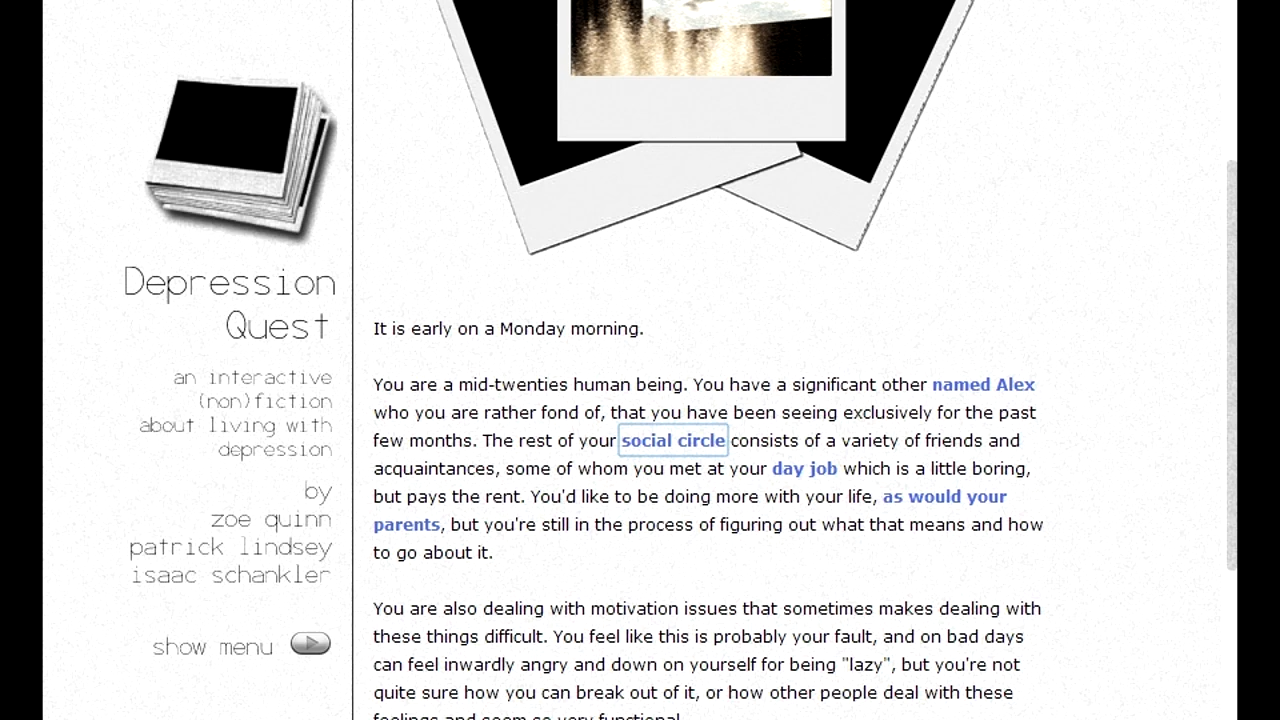 Depression
Quest
an interactive
(non)fiction
about living with
depression
by
zoe quinn
patrick lindsey
isaac schankler
show menu
It is early on a Monday morning.
You are a mid-twenties human being. You have a significant other named Alex
who you are rather fond of, that you have been seeing exclusively for the past
few months. The rest of your social circle consists of a variety of friends and
acquaintances, some of whom you met at your day job which is a little boring,
but pays the rent. You'd like to be doing more with your life, as would your
parents, but you're still in the process of figuring out what that means and how
to go about it.
You are also dealing with motivation issues that sometimes makes dealing with
these things difficult. You feel like this is probably your fault, and on bad days
can feel inwardly angry and down on yourself for being "lazy", but you're not
quite sure how you can break out of it, or how other people deal with these
feelings and seem so very functional.